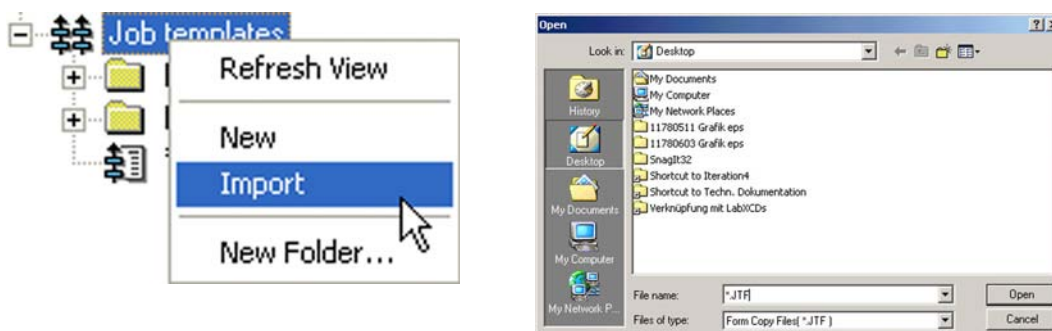 Job templates
Refresh View
New
Import
New Folder...
Open
Look in: Desktop
History
Desktop
My Documents
My Computer
My Network P...
My Documents
My Computer
My Network Places
11780511 Grafik eps
11780603 Grafik eps
SnagIt32
Shortcut to Iteration4
Shortcut to Techn. Dokumentation
Verknüpfung mit LabXCDs
File name: *.JTF Open
Files of type: Form Copy Files( *.JTF ) Cancel